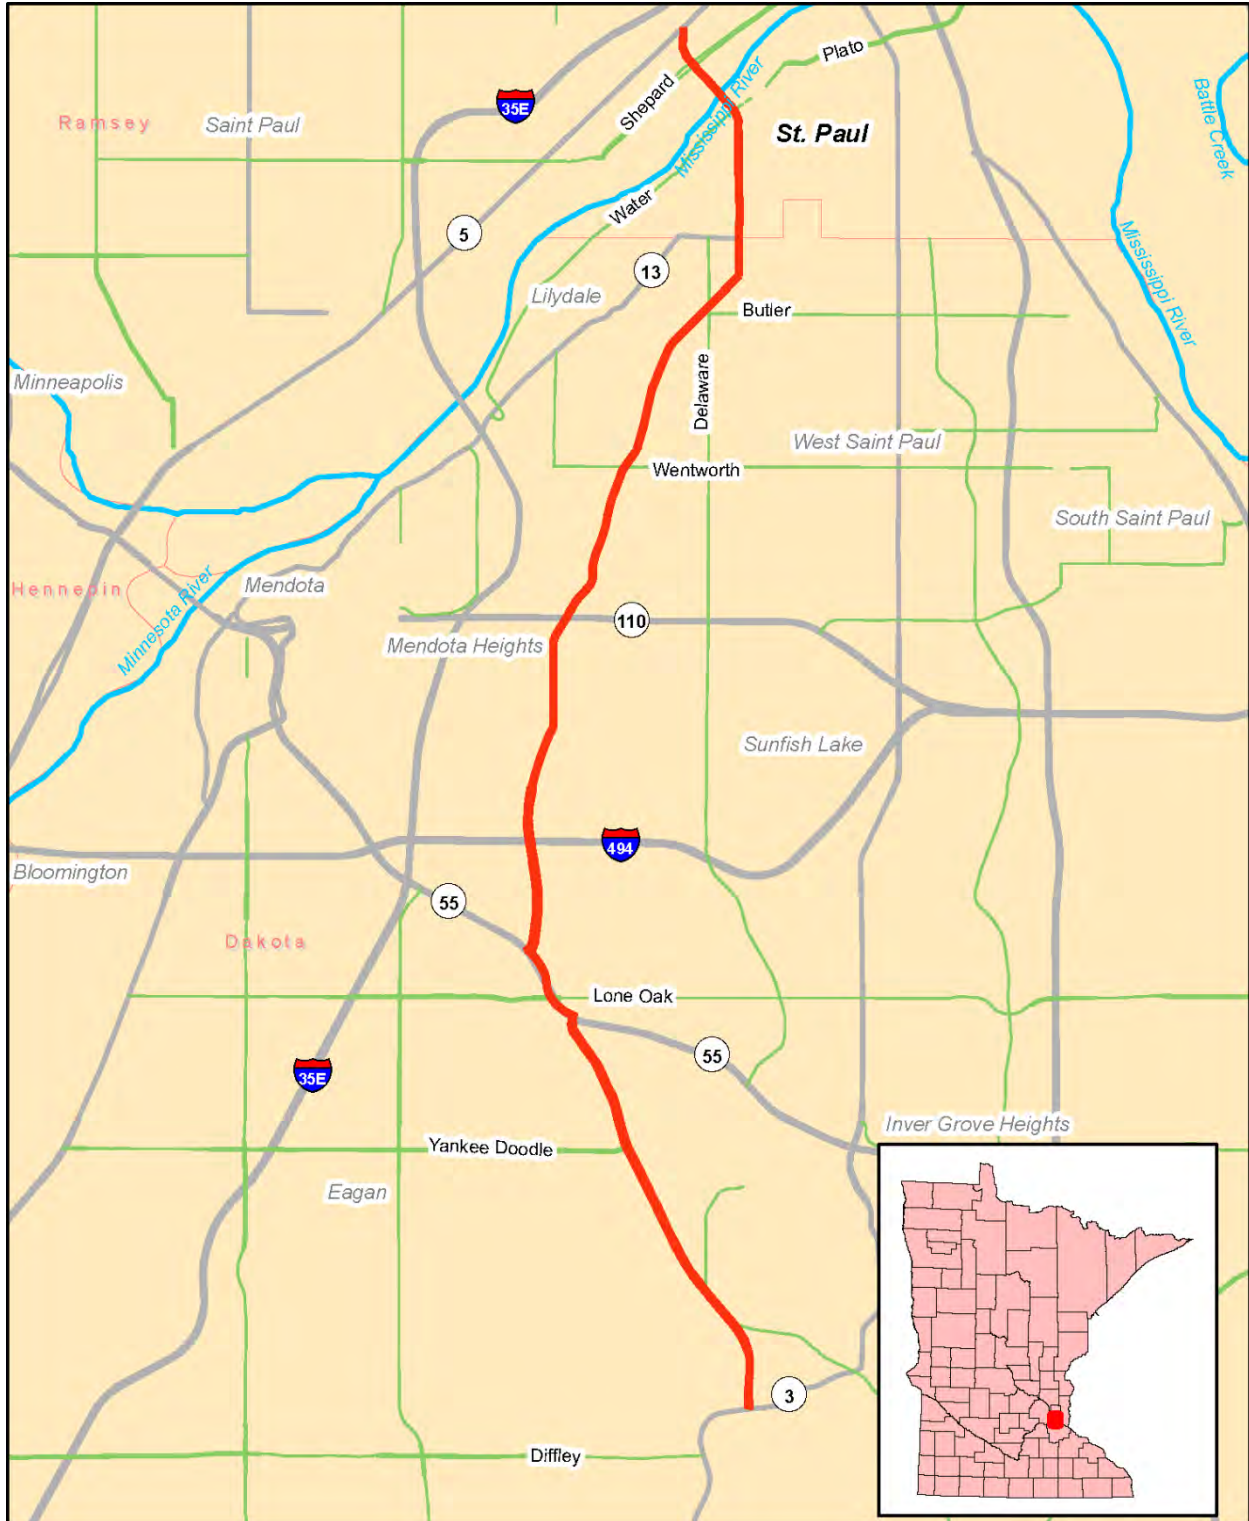 Plato
Shepard
35E
Mississippi River
Battle Creek
Ramsey
Saint Paul
St. Paul
Water
5
13
Mississippi River
Lilydale
Butler
Minneapolis
Delaware
West Saint Paul
Wentworth
South Saint Paul
Hennepin
Mendota
Minnesota River
110
Mendota Heights
Sunfish Lake
494
Bloomington
55
Dakota
Lone Oak
55
35E
Inver Grove Heights
Yankee Doodle
Eagan
3
Diffley